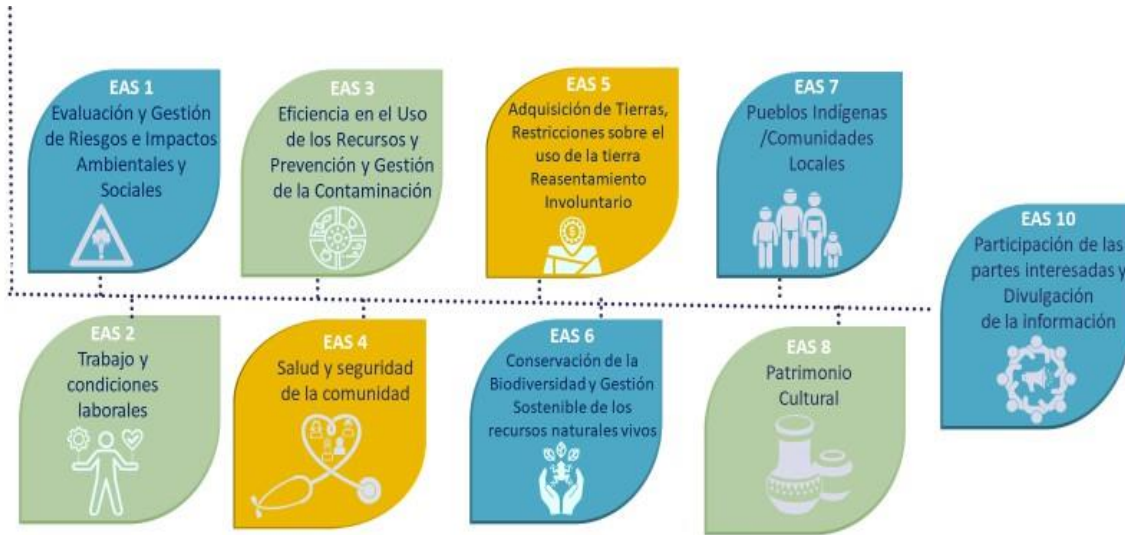 EAS 1
Evaluación y Gestión
de Riesgos e Impactos
Ambientales y
Sociales
EAS 2
Trabajo y
condiciones
laborales
EAS 3
Eficiencia en el Uso
de los Recursos y
Prevención y Gestión
de la Contaminación
EAS 4
Salud y seguridad
de la comunidad
EAS 5
Adquisición de Tierras,
Restricciones sobre el
uso de la tierra
Reasentamiento
Involuntario
EAS 6
Conservación de la
Biodiversidad y Gestión
Sostenible de los
recursos naturales vivos
EAS 7
Pueblos Indígenas
/Comunidades
Locales
EAS 8
Patrimonio
Cultural
EAS 10
Participación de las
partes interesadas y
Divulgación
de la información